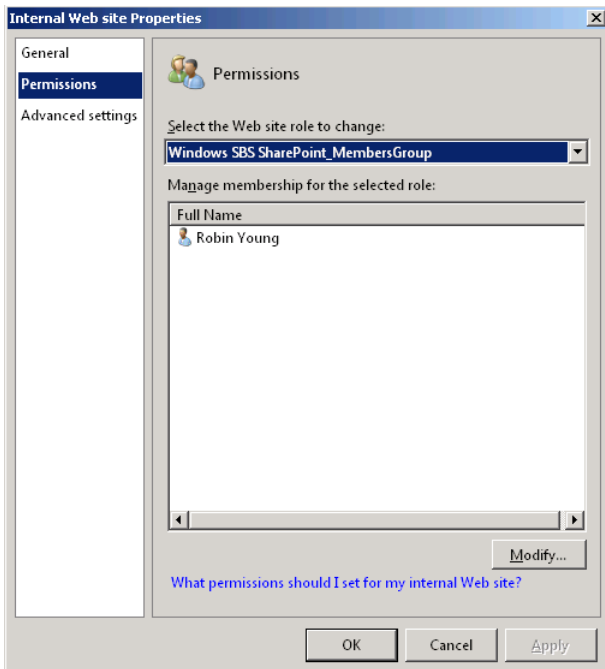 Internal Web site Properties
General
Permissions
Advanced settings
Permissions
Select the Web site role to change:
Windows SBS SharePoint_MembersGroup
Manage membership for the selected role:
Full Name
Robin Young
Modify...
What permissions should I set for my internal Web site?
OK Cancel Apply